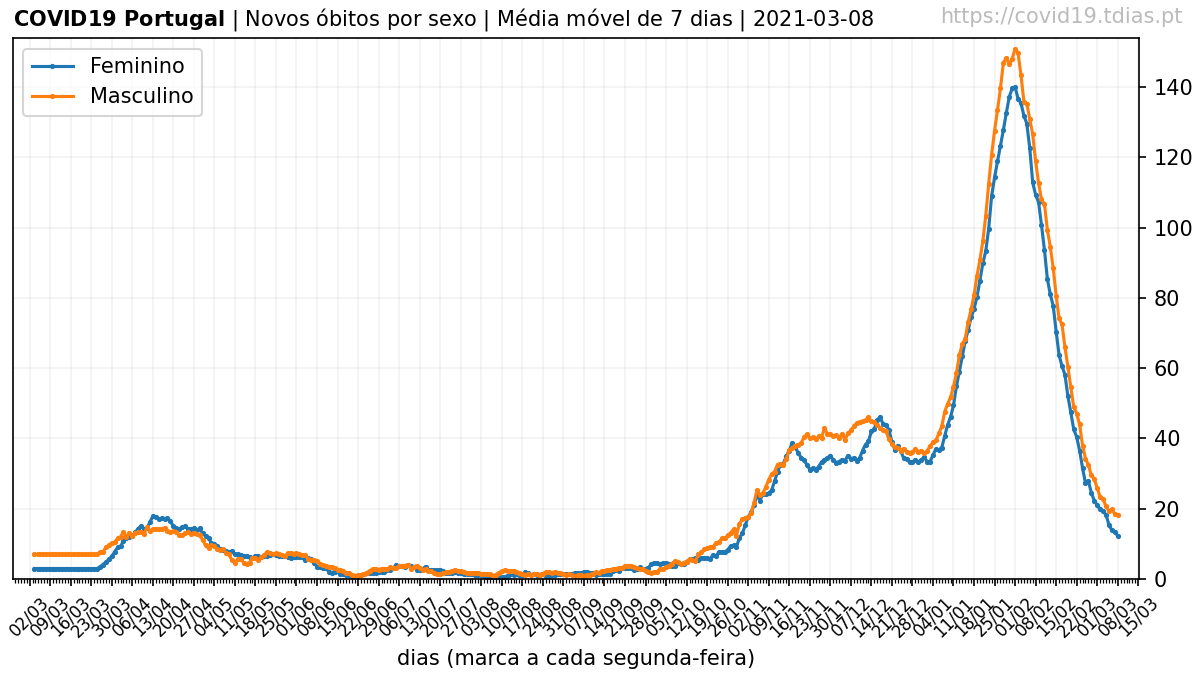 COVID19 Portugal | Novos óbitos por sexo | Média móvel de 7 dias | 2021-03-08
https://covid19.tdias.pt
Feminino
Masculino
140
120
100
80
60
40
20
0
02/03 09/03 16/03 23/03 30/03 06/04 13/04 20/04 27/04 04/05 11/05 18/05 25/05 01/06 08/06 15/06 22/06 29/06 06/07 13/07 20/07 27/07 03/08 10/08 17/08 24/08 31/08 07/09 14/09 21/09 28/09 05/10 12/10 19/10 26/10 02/11 09/11 16/11 23/11 30/11 07/12 14/12 21/12 28/12 04/01 11/01 18/01 25/01 01/02 08/02 15/02 22/02 01/03 08/03 15/03
dias (marca a cada segunda-feira)